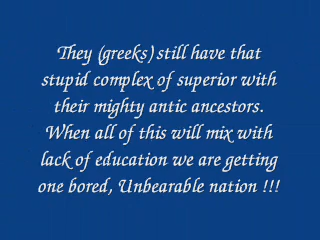 They (greeks) still have that
stupid complex of superior with
their mighty antic ancestors.
When all of this will mix with
lack of education we are getting
one bored, Unbearable nation !!!